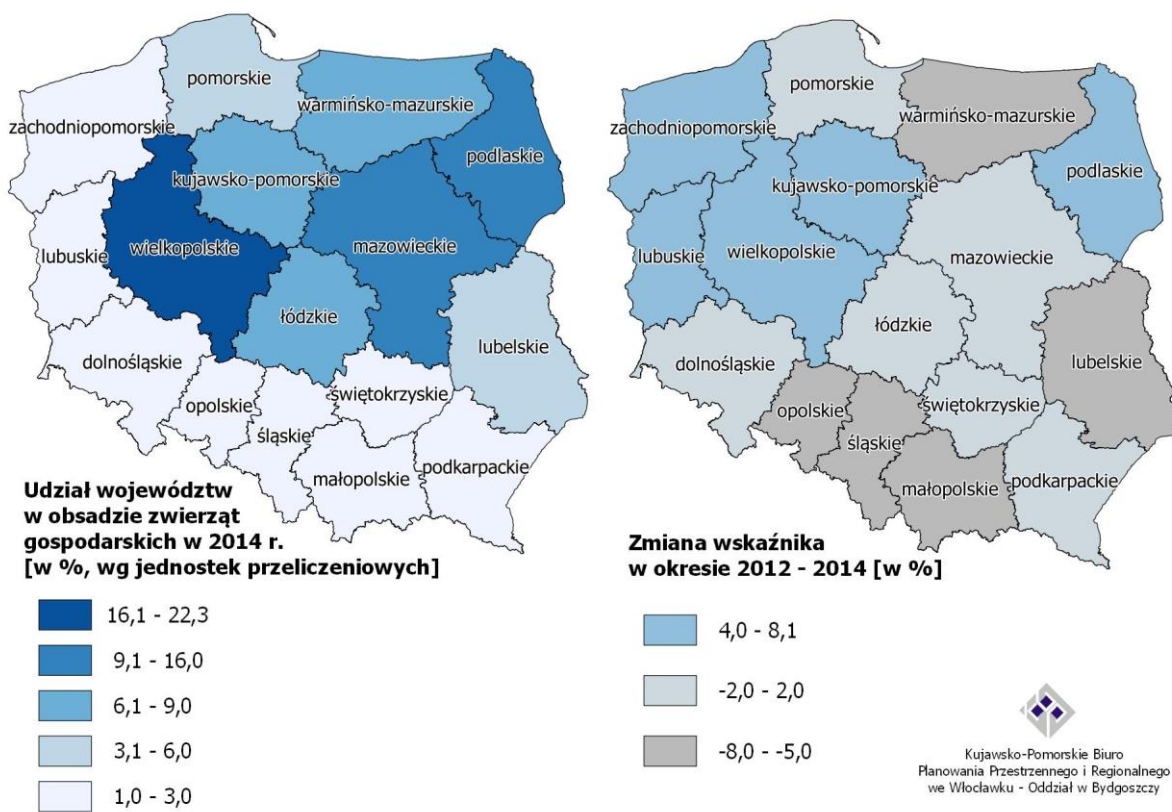 pomorskie
warmińsko-mazurskie
zachodniopomorskie
podlaskie
kujawsko-pomorskie
mazowieckie
wielkopolskie
lubuskie
łódzkie
lubelskie
dolnośląskie
świętokrzyskie
opolskie
śląskie
podkarpackie
małopolskie
Udział województw
w obsadzie zwierząt
gospodarskich w 2014 r.
[w %, wg jednostek przeliczeniowych]
16,1 - 22,3
9,1 - 16,0
6,1 - 9,0
3,1 - 6,0
1,0 - 3,0
pomorskie
warmińsko-mazurskie
zachodniopomorskie
podlaskie
kujawsko-pomorskie
wielkopolskie
lubuskie
mazowieckie
łódzkie
dolnośląskie
lubelskie
świętokrzyskie
opolskie
śląskie
podkarpackie
małopolskie
Zmiana wskaźnika
w okresie 2012 - 2014 [w %]
4,0 - 8,1
-2,0 - 2,0
-8,0 - -5,0
Kujawsko-Pomorskie Biuro
Planowania Przestrzennego i Regionalnego
we Włocławku - Oddział w Bydgoszczy